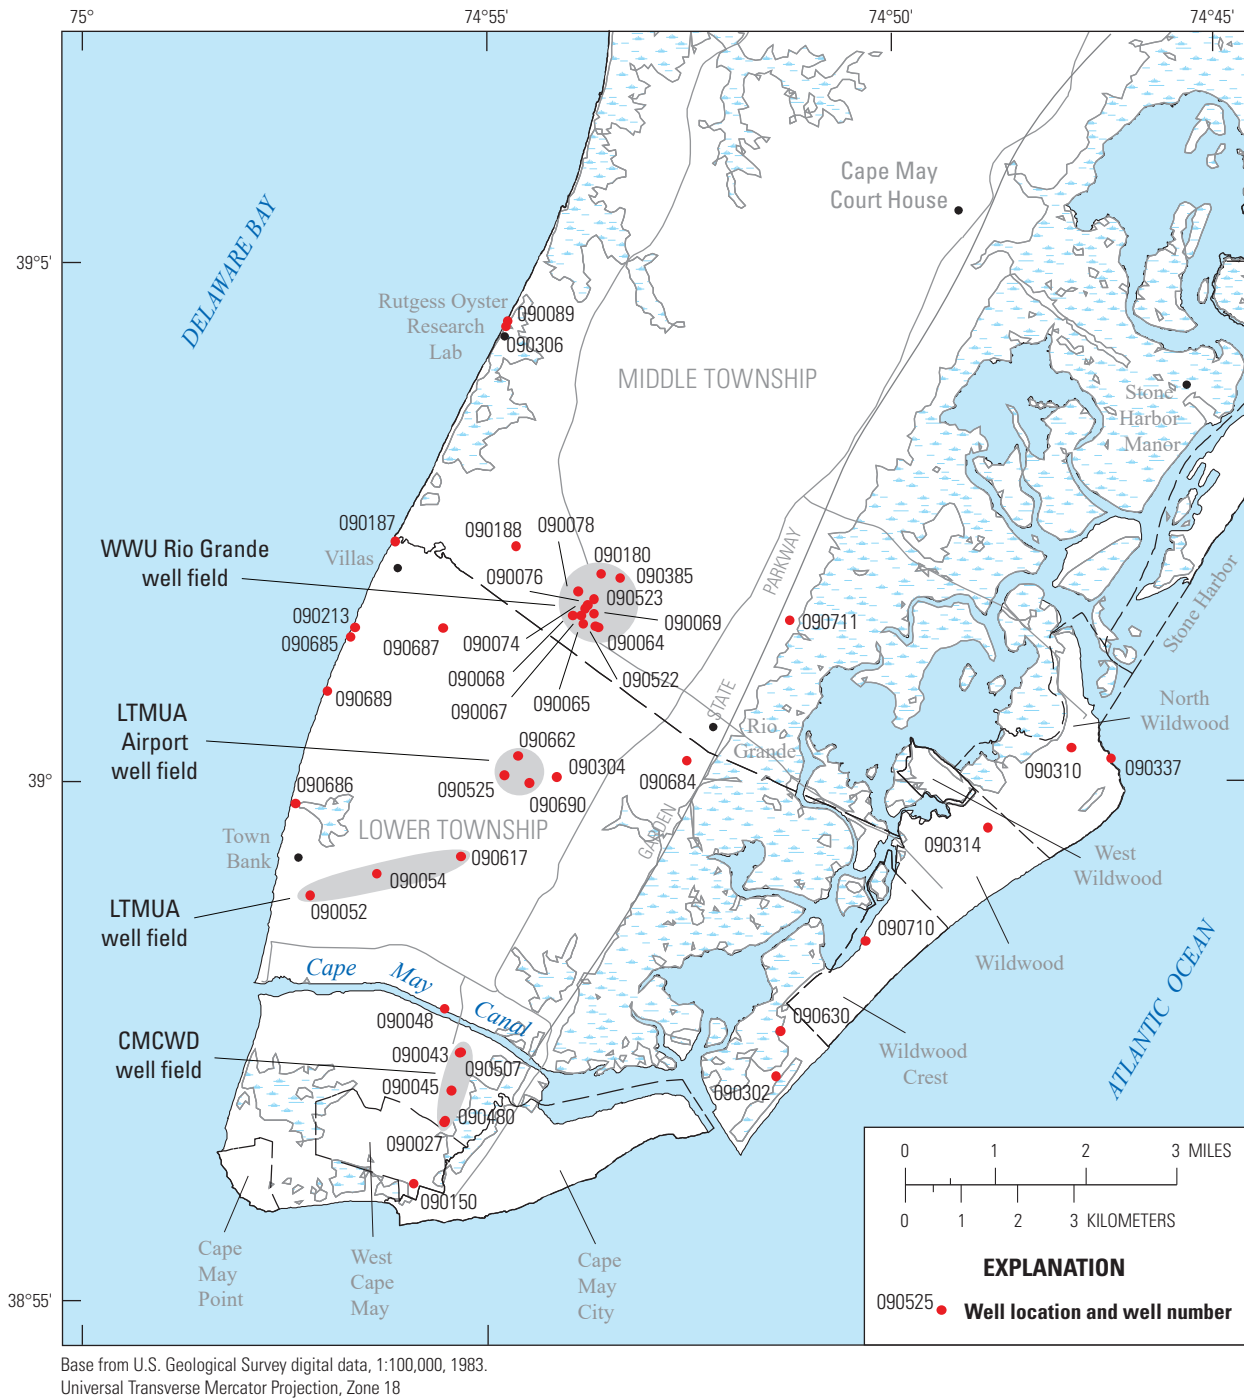 75°
74°55'
74°50'
74°45'
39°5'
39°
38°55'
DELAWARE BAY
Cape May
Court House
Rutgess Oyster
Research
Lab
090089
090306
MIDDLE TOWNSHIP
Stone
Harbor
Manor
090187
Villas
090188
090078
090180
WWU Rio Grande
well field
090076
090385
090523
090213
090685
090687
090074
090069
090064
090711
PARKWAY
STATE
GARDEN
Stone Harbor
090068
090522
090689
090067
090065
LTMUA
Airport
well field
090662
090304
090525
090690
090684
Rio
Grande
North
Wildwood
090310
090337
090686
LOWER TOWNSHIP
Town
Bank
090617
090054
090052
LTMUA
well field
090314
West
Wildwood
090710
Wildwood
Cape May Canal
090048
ATLANTIC OCEAN
CMCWD
well field
090043
090507
090045
090480
090027
090150
090630
Wildwood
Crest
090302
Cape
May
Point
West
Cape
May
Cape
May
City
0 1 2 3 MILES
0 1 2 3 KILOMETERS
EXPLANATION
090525 Well location and well number
Base from U.S. Geological Survey digital data, 1:100,000, 1983.
Universal Transverse Mercator Projection, Zone 18